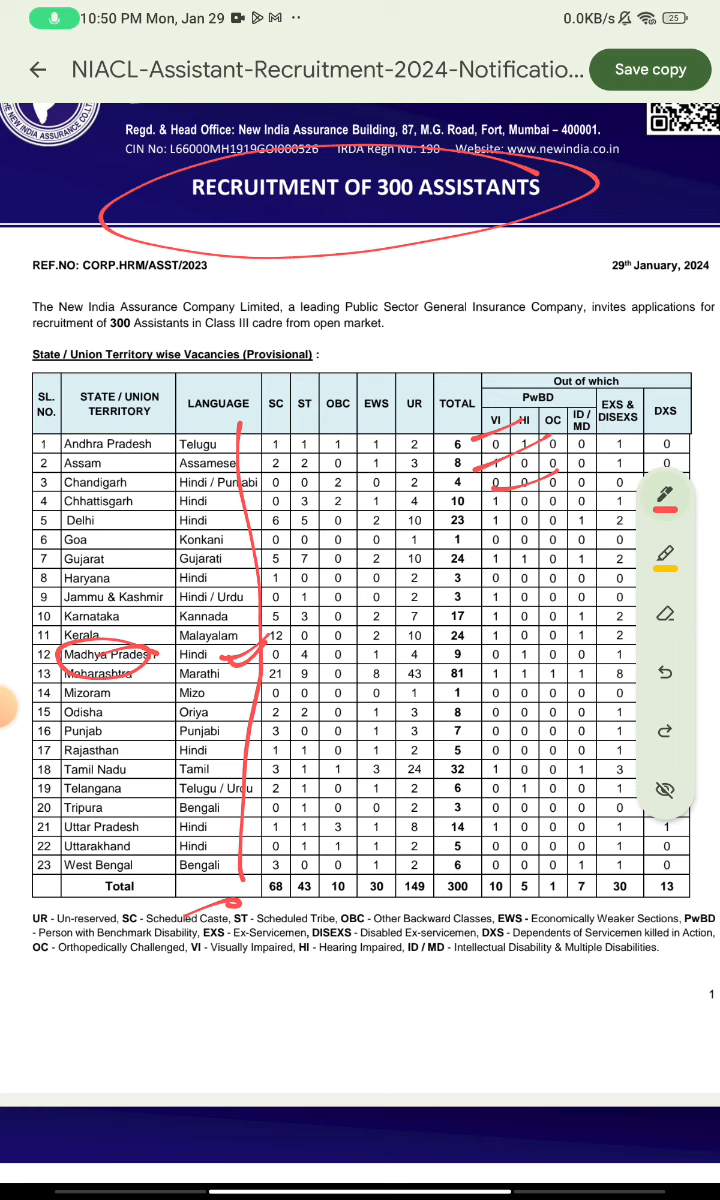 10:50 PM Mon, Jan 29 0.0KB/s 25
NIACL-Assistant-Recruitment-2024-Notificatio... Save copy
THE NEW INDIA ASSURANCE CO.LT
Regd. & Head Office: New India Assurance Building, 87, M.G. Road, Fort, Mumbai – 400001.
CIN No: L66000MH1919GOI000526 IRDA Regn No: 190 Website: www.newindia.co.in
RECRUITMENT OF 300 ASSISTANTS
REF.NO: CORP.HRM/ASST/2023 29th January, 2024
The New India Assurance Company Limited, a leading Public Sector General Insurance Company, invites applications for
recruitment of 300 Assistants in Class III cadre from open market.
State / Union Territory wise Vacancies (Provisional) :
Out of which
PwBD
SL. NO. STATE / UNION TERRITORY LANGUAGE SC ST OBC EWS UR TOTAL VI HI OC ID / MD EXS & DISEXS DXS
1 Andhra Pradesh Telugu 1 1 1 1 2 6 0 1 0 0 1 0
2 Assam Assamese 2 2 0 1 3 8 1 0 0 0 1 0
3 Chandigarh Hindi / Punjabi 0 0 2 0 2 4 0 0 0 0 0
4 Chhattisgarh Hindi 0 3 2 1 4 10 1 0 0 0 1
5 Delhi Hindi 6 5 0 2 10 23 1 0 0 1 2
6 Goa Konkani 0 0 0 0 1 1 0 0 0 0 0
7 Gujarat Gujarati 5 7 0 2 10 24 1 1 0 1 2
8 Haryana Hindi 1 0 0 0 2 3 0 0 0 0 0
9 Jammu & Kashmir Hindi / Urdu 0 1 0 0 2 3 1 0 0 0 0
10 Karnataka Kannada 5 3 0 2 7 17 1 0 0 1 2
11 Kerala Malayalam 12 0 0 2 10 24 1 0 0 1 2
12 Madhya Pradesh Hindi 0 4 0 1 4 9 0 1 0 0 1
13 Maharashtra Marathi 21 9 0 8 43 81 1 1 1 1 8
14 Mizoram Mizo 0 0 0 0 1 1 0 0 0 0 0
15 Odisha Oriya 2 2 0 1 3 8 0 0 0 0 1
16 Punjab Punjabi 3 0 0 1 3 7 0 0 0 0 1
17 Rajasthan Hindi 1 1 0 1 2 5 0 0 0 0 1
18 Tamil Nadu Tamil 3 1 1 3 24 32 1 0 0 1 3
19 Telangana Telugu / Urdu 2 1 0 1 2 6 0 1 0 0 1
20 Tripura Bengali 0 1 0 0 2 3 0 0 0 0 0
21 Uttar Pradesh Hindi 1 1 3 1 8 14 1 0 0 0 1 1
22 Uttarakhand Hindi 0 1 1 1 2 5 0 0 0 0 1 0
23 West Bengal Bengali 3 0 0 1 2 6 0 0 0 1 1 0
Total 68 43 10 30 149 300 10 5 1 7 30 13
UR - Un-reserved, SC - Scheduled Caste, ST - Scheduled Tribe, OBC - Other Backward Classes, EWS - Economically Weaker Sections, PwBD
- Person with Benchmark Disability, EXS - Ex-Servicemen, DISEXS - Disabled Ex-servicemen, DXS - Dependents of Servicemen killed in Action,
OC - Orthopedically Challenged, VI - Visually Impaired, HI - Hearing Impaired, ID / MD - Intellectual Disability & Multiple Disabilities.
1